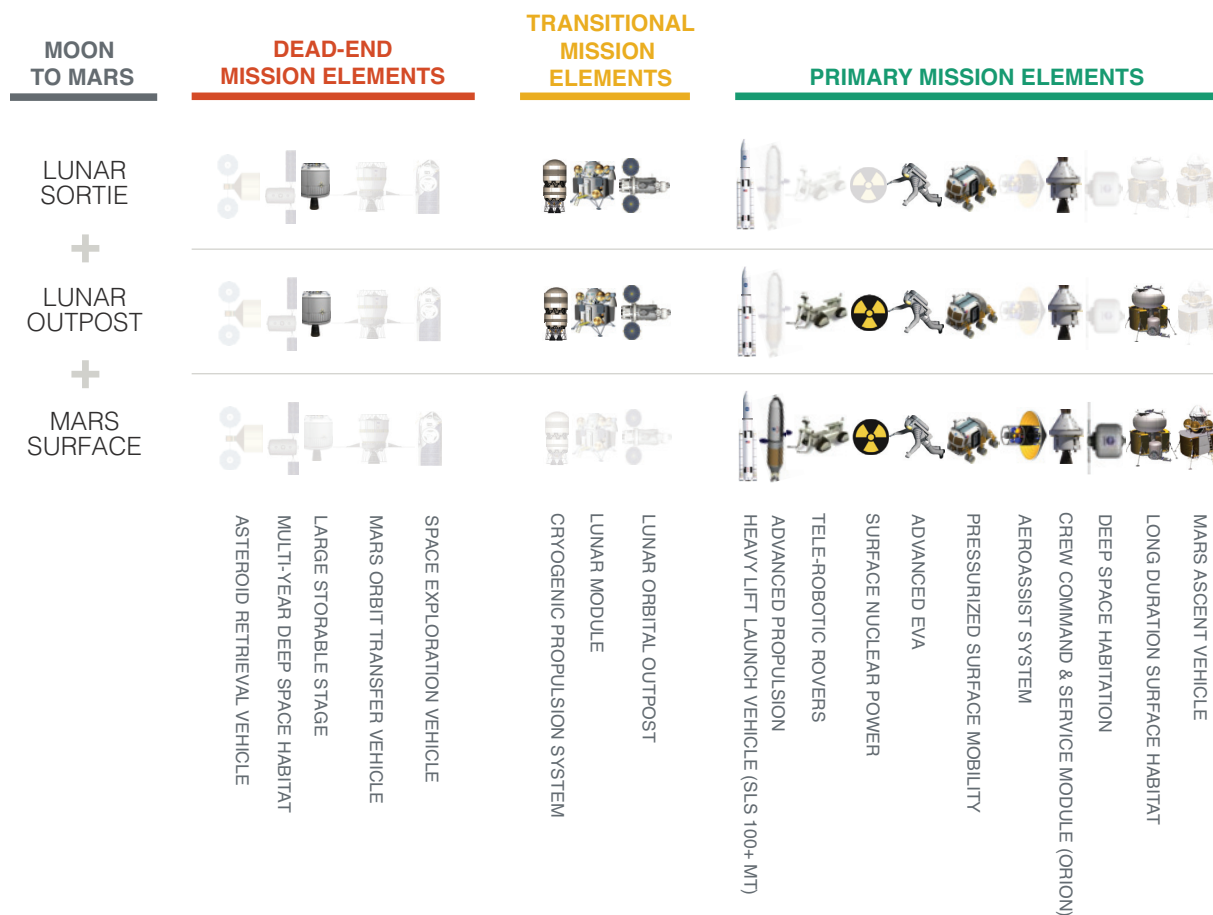 MOON
TO MARS
DEAD-END
MISSION ELEMENTS
TRANSITIONAL
MISSION
ELEMENTS
PRIMARY MISSION ELEMENTS
LUNAR
SORTIE
+
LUNAR
OUTPOST
+
MARS
SURFACE
ASTEROID RETRIEVAL VEHICLE
MULTI-YEAR DEEP SPACE HABITAT
LARGE STORABLE STAGE
MARS ORBIT TRANSFER VEHICLE
SPACE EXPLORATION VEHICLE
CRYOGENIC PROPULSION SYSTEM
LUNAR MODULE
LUNAR ORBITAL OUTPOST
HEAVY LIFT LAUNCH VEHICLE (SLS 100+ MT)
ADVANCED PROPULSION
TELE-ROBOTIC ROVERS
SURFACE NUCLEAR POWER
ADVANCED EVA
PRESSURIZED SURFACE MOBILITY
AEROASSIST SYSTEM
CREW COMMAND & SERVICE MODULE (ORION)
DEEP SPACE HABITATION
LONG DURATION SURFACE HABITAT
MARS ASCENT VEHICLE